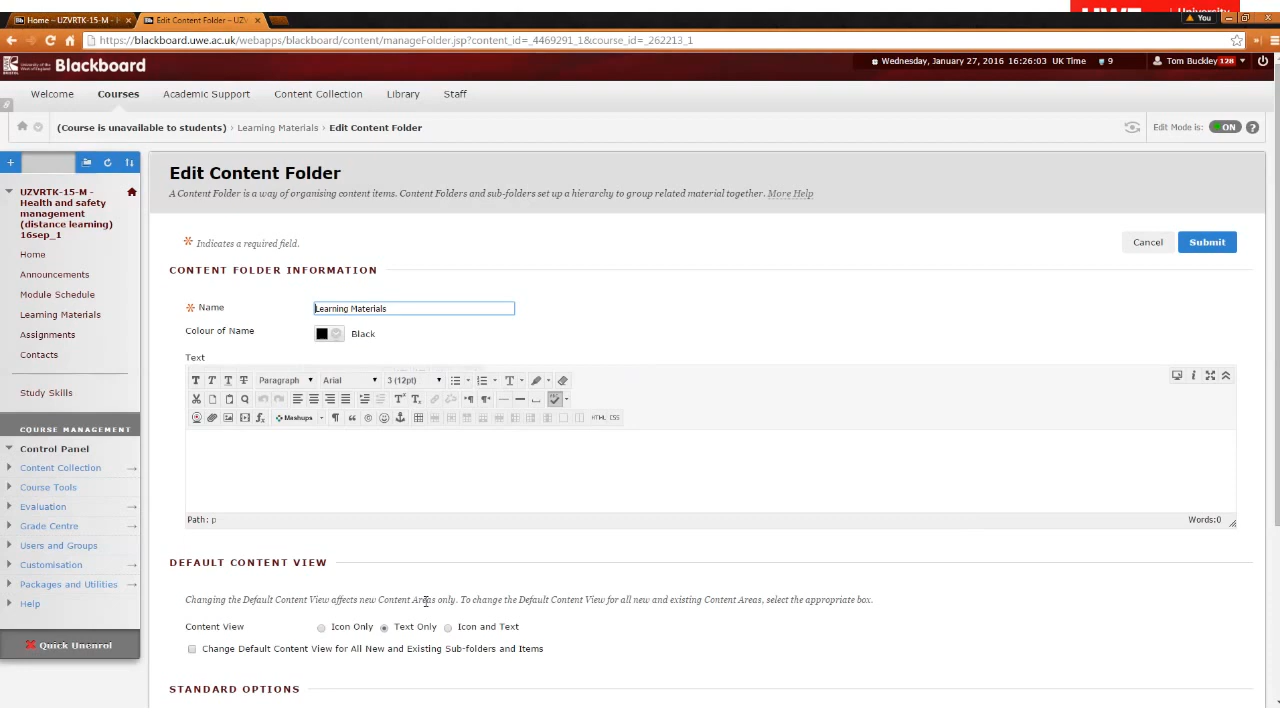 UWE University
Home – UZVRTK-15-M - H × Edit Content Folder – UZV ×
You
https://blackboard.uwe.ac.uk/webapps/blackboard/content/manageFolder.jsp?content_id=_4469291_1&course_id=_262213_1
Blackboard
Wednesday, January 27, 2016 16:26:03 UK Time 9 Tom Buckley 128
Welcome Courses Academic Support Content Collection Library Staff
(Course is unavailable to students) › Learning Materials › Edit Content Folder
Edit Mode is: ON ?
UZVRTK-15-M -
Health and safety
management
(distance learning)
16sep_1
Home
Announcements
Module Schedule
Learning Materials
Assignments
Contacts
Study Skills
COURSE MANAGEMENT
Control Panel
Content Collection
Course Tools
Evaluation
Grade Centre
Users and Groups
Customisation
Packages and Utilities
Help
Quick Unenrol
Edit Content Folder
A Content Folder is a way of organising content items. Content Folders and sub-folders set up a hierarchy to group related material together. More Help
Indicates a required field.
Cancel Submit
CONTENT FOLDER INFORMATION
Name Learning Materials
Colour of Name Black
Text
T T T T Paragraph Arial 3 (12pt) T
T T
Mashups ¶ HTML CSS
Path: p Words:0
DEFAULT CONTENT VIEW
Changing the Default Content View affects new Content Areas only. To change the Default Content View for all new and existing Content Areas, select the appropriate box.
Content View Icon Only Text Only Icon and Text
Change Default Content View for All New and Existing Sub-folders and Items
STANDARD OPTIONS